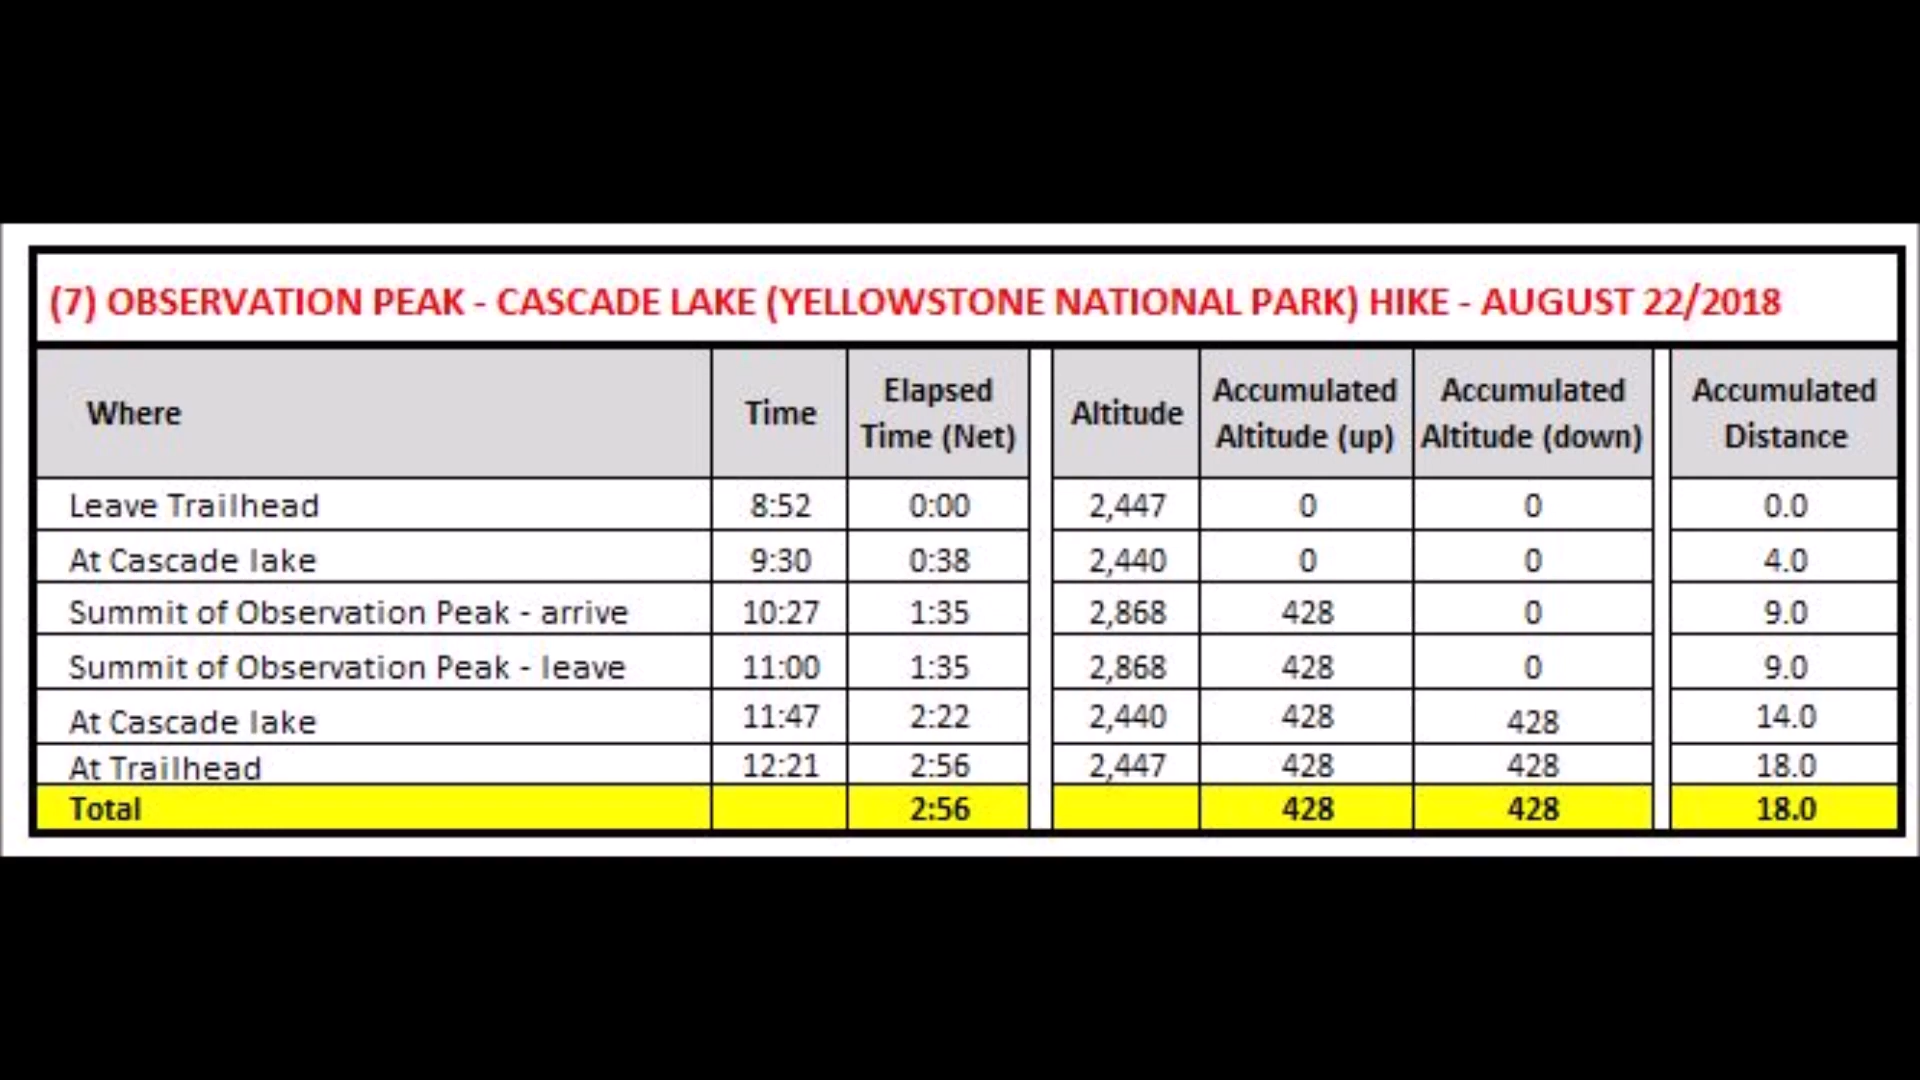 (7) OBSERVATION PEAK - CASCADE LAKE (YELLOWSTONE NATIONAL PARK) HIKE - AUGUST 22/2018
Where Time Elapsed Time (Net) Altitude Accumulated Altitude (up) Accumulated Altitude (down) Accumulated Distance
Leave Trailhead 8:52 0:00 2,447 0 0 0.0
At Cascade lake 9:30 0:38 2,440 0 0 4.0
Summit of Observation Peak - arrive 10:27 1:35 2,868 428 0 9.0
Summit of Observation Peak - leave 11:00 1:35 2,868 428 0 9.0
At Cascade lake 11:47 2:22 2,440 428 428 14.0
At Trailhead 12:21 2:56 2,447 428 428 18.0
Total 2:56 428 428 18.0